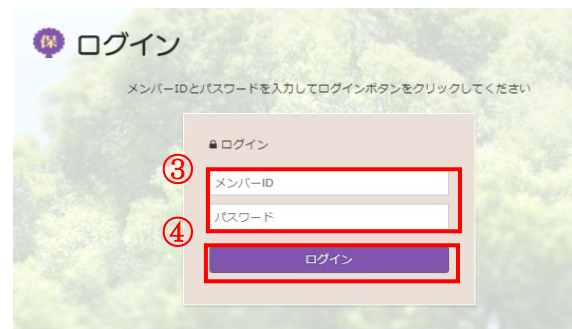 保 ログイン
メンバーIDとパスワードを入力してログインボタンをクリックしてください
ログイン
③
メンバーID
パスワード
④
ログイン